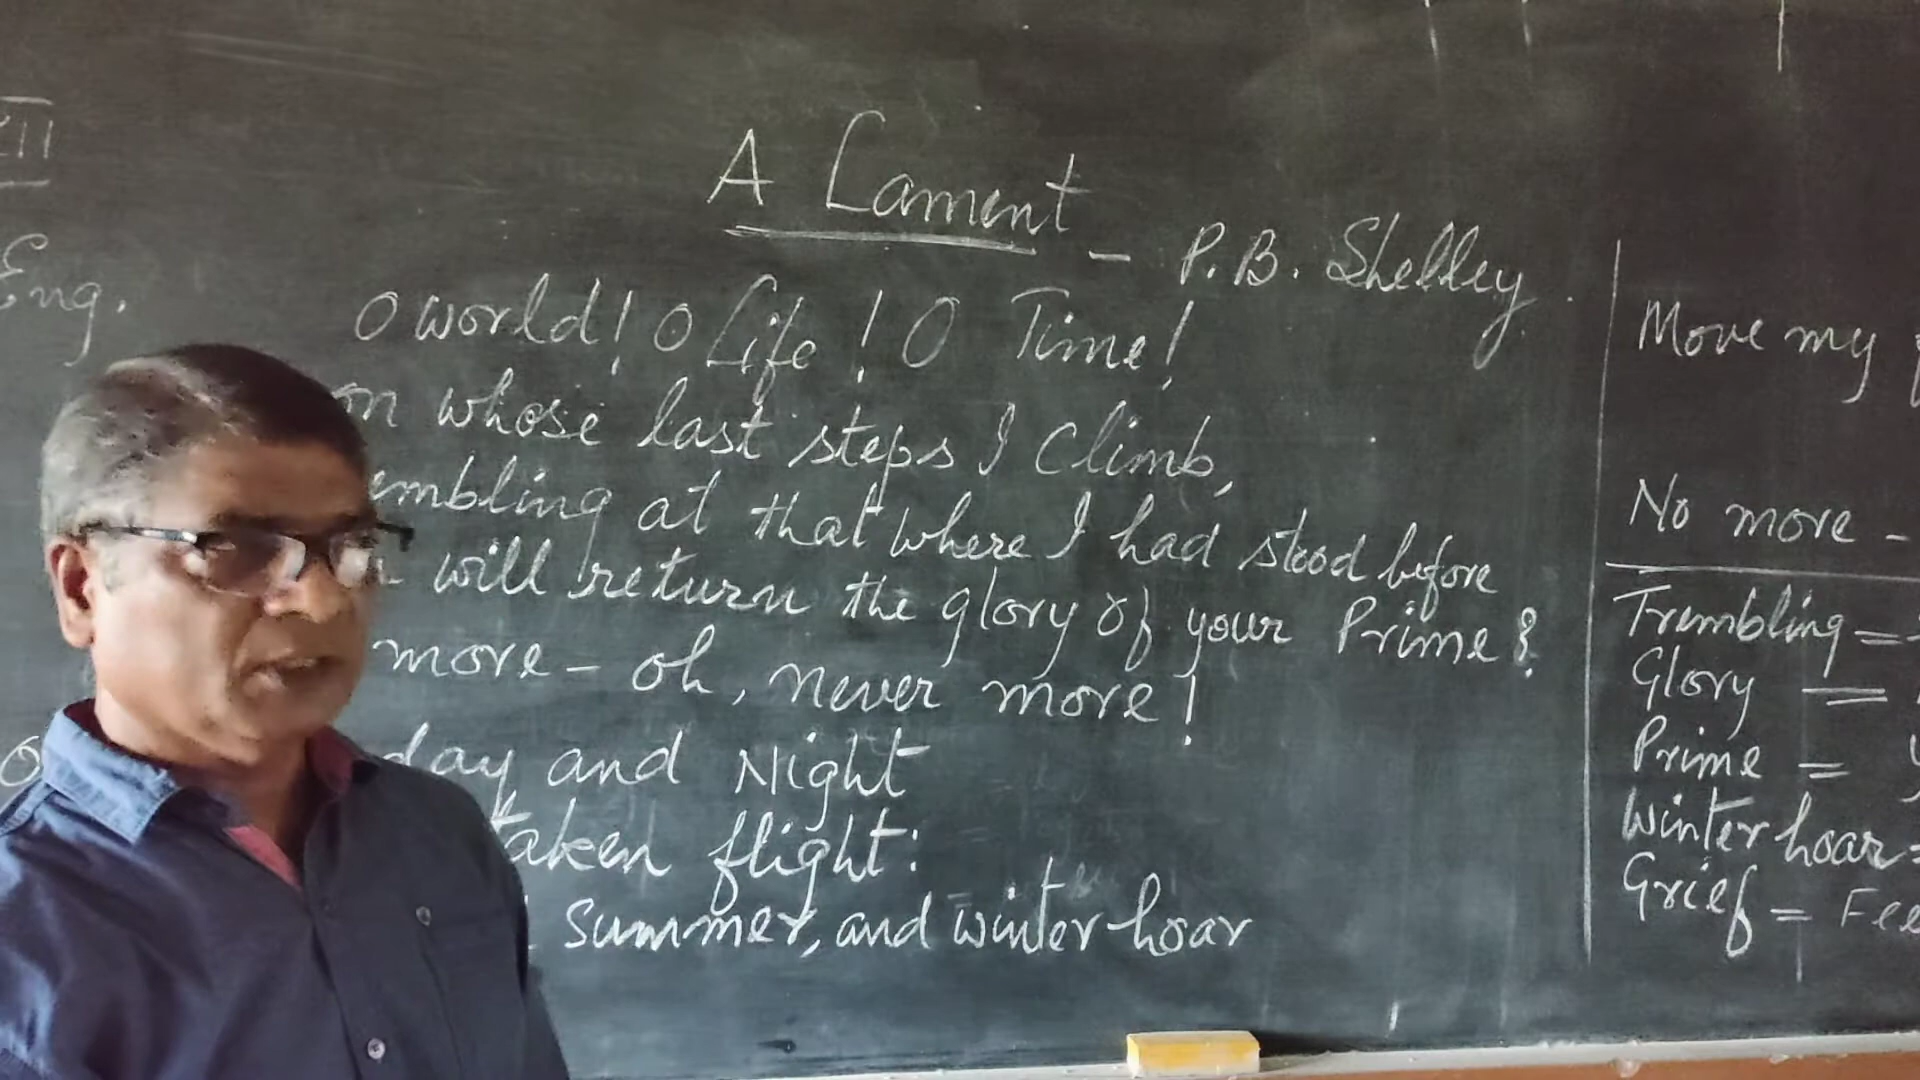 XII
Eng.
A Lament
- P.B. Shelley
O world! O Life! O Time!
on whose last steps I Climb,
embling at that where I had stood before
will return the glory of your Prime?
more - oh, never more!
day and Night
taken flight:
summer, and winter hoar
Move my
No more -
Trembling =
Glory =
Prime =
Winter hoar =
Grief = Fee